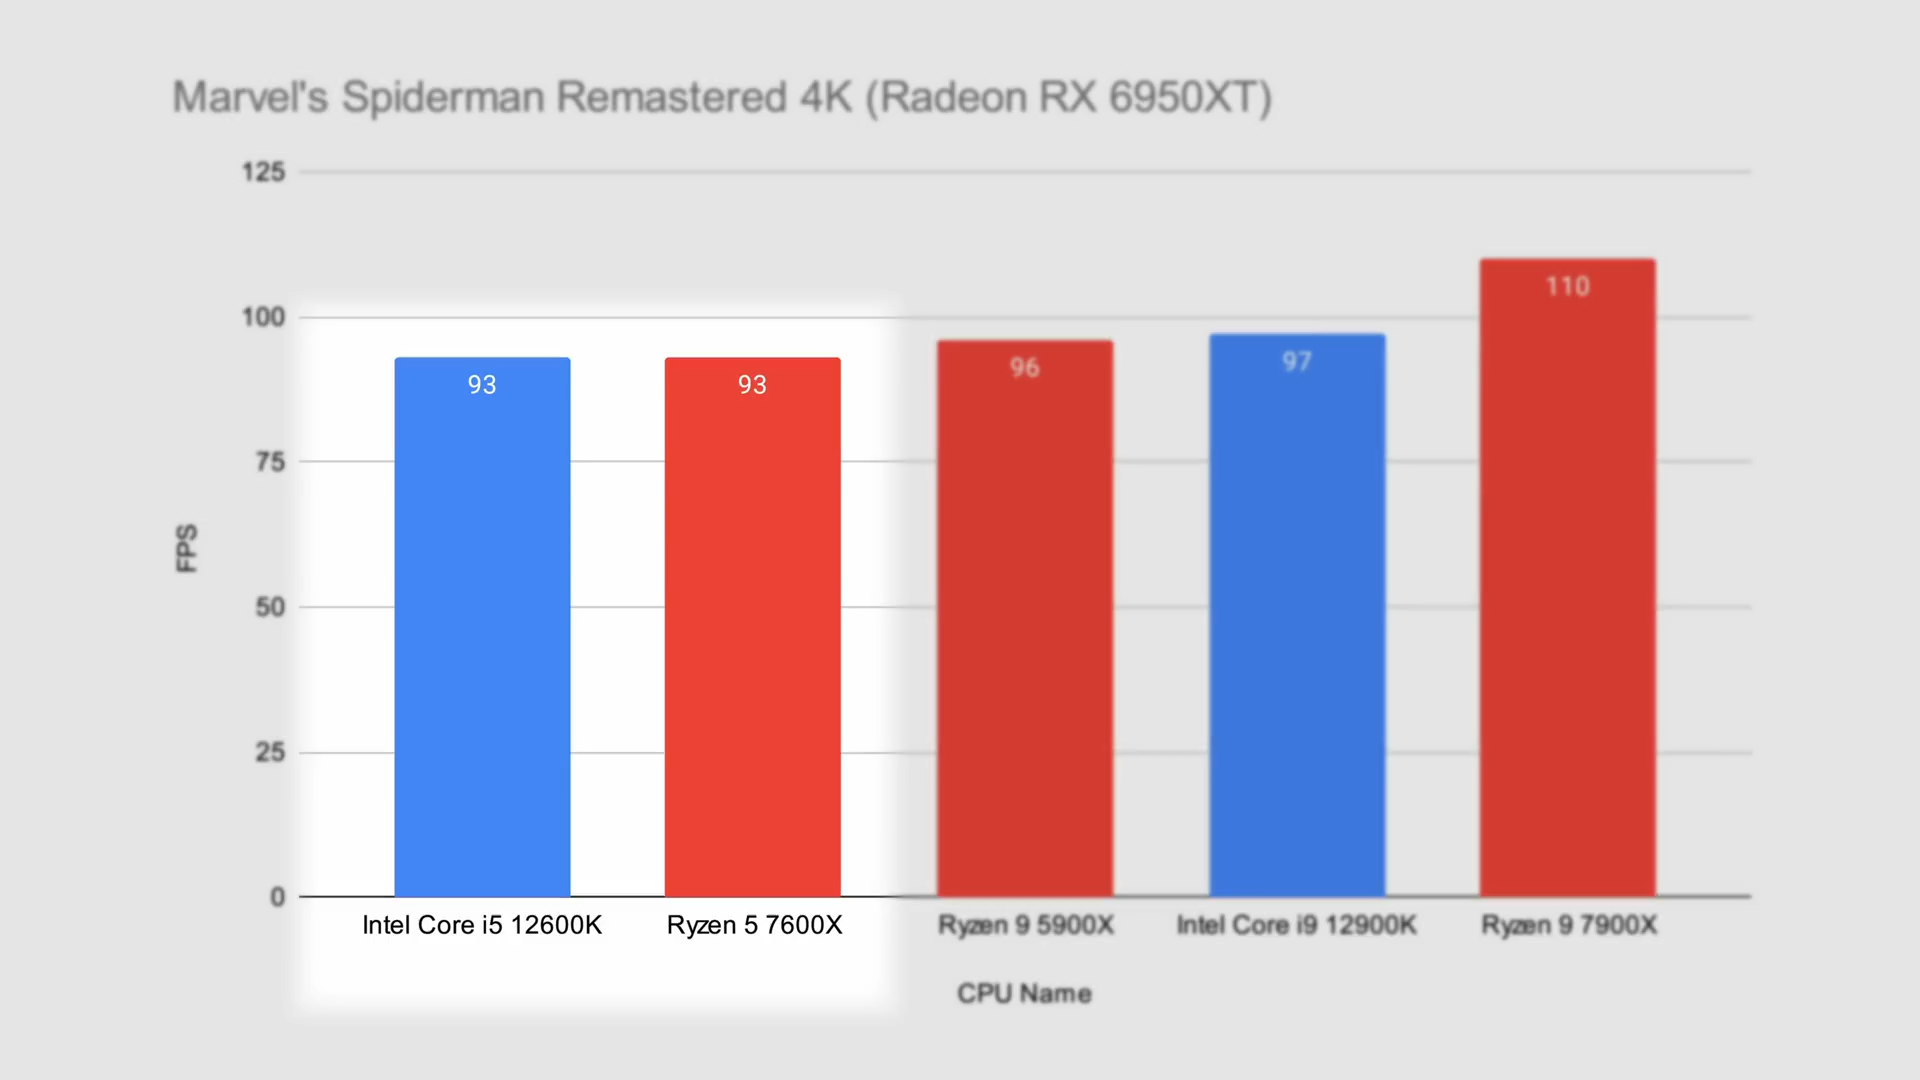 Marvel's Spiderman Remastered 4K (Radeon RX 6950XT)
125
100
75
50
25
0
FPS
93
93
96
97
110
Intel Core i5 12600K
Ryzen 5 7600X
Ryzen 9 5900X
Intel Core i9 12900K
Ryzen 9 7900X
CPU Name